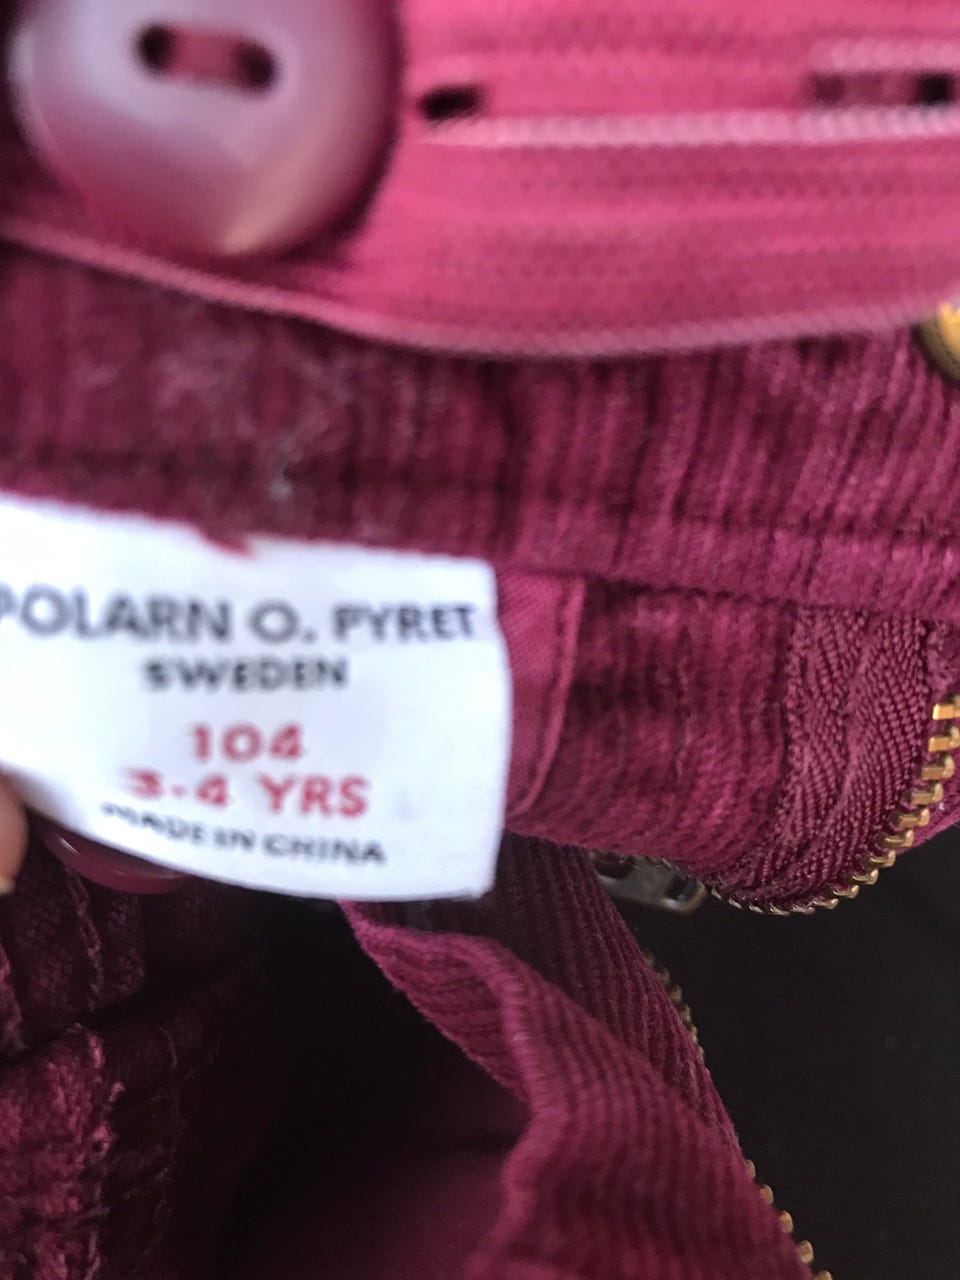 POLARN O. PYRET
SWEDEN
104
3-4 YRS
MADE IN CHINA